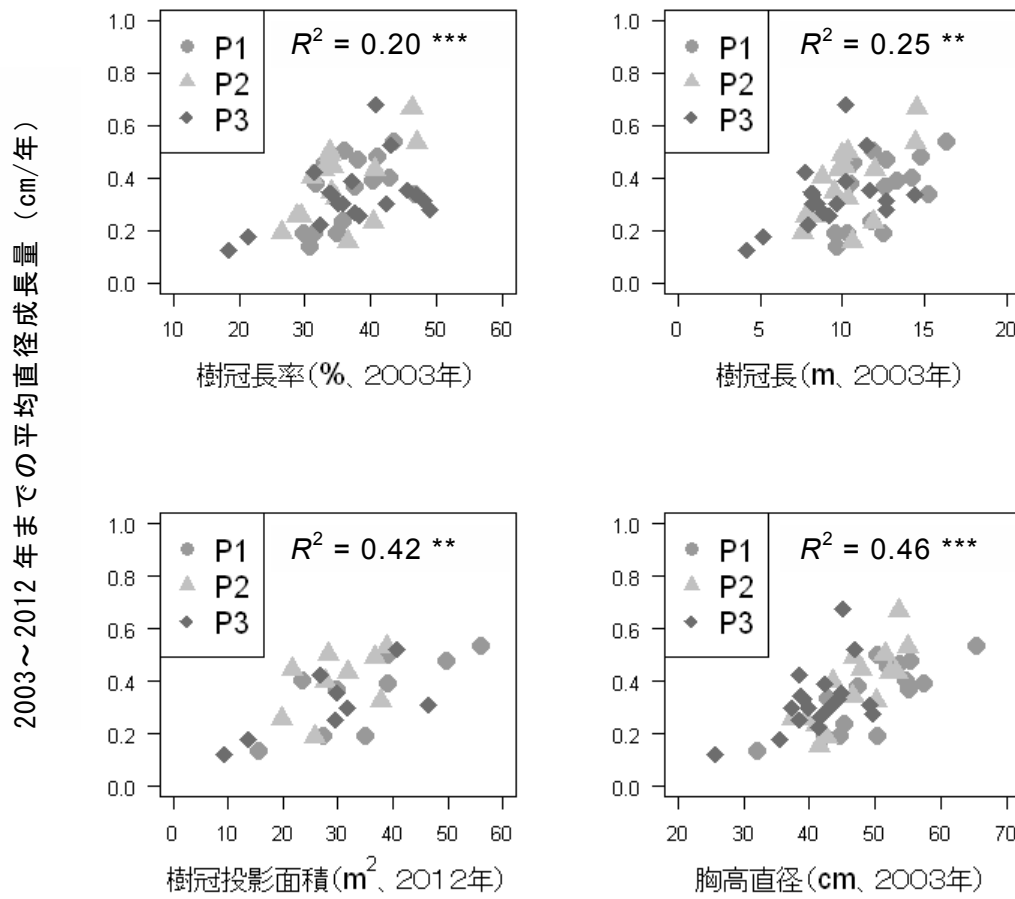 2003～2012 年までの平均直径成長量 (cm/年)
1.0
0.8
0.6
0.4
0.2
0.0
P1
P2
P3
R² = 0.20 ***
10 20 30 40 50 60
樹冠長率(%、2003年)
1.0
0.8
0.6
0.4
0.2
0.0
P1
P2
P3
R² = 0.25 **
0 5 10 15 20
樹冠長(m、2003年)
1.0
0.8
0.6
0.4
0.2
0.0
P1
P2
P3
R² = 0.42 **
0 10 20 30 40 50 60
樹冠投影面積(m²、2012年)
1.0
0.8
0.6
0.4
0.2
0.0
P1
P2
P3
R² = 0.46 ***
20 30 40 50 60 70
胸高直径(cm、2003年)